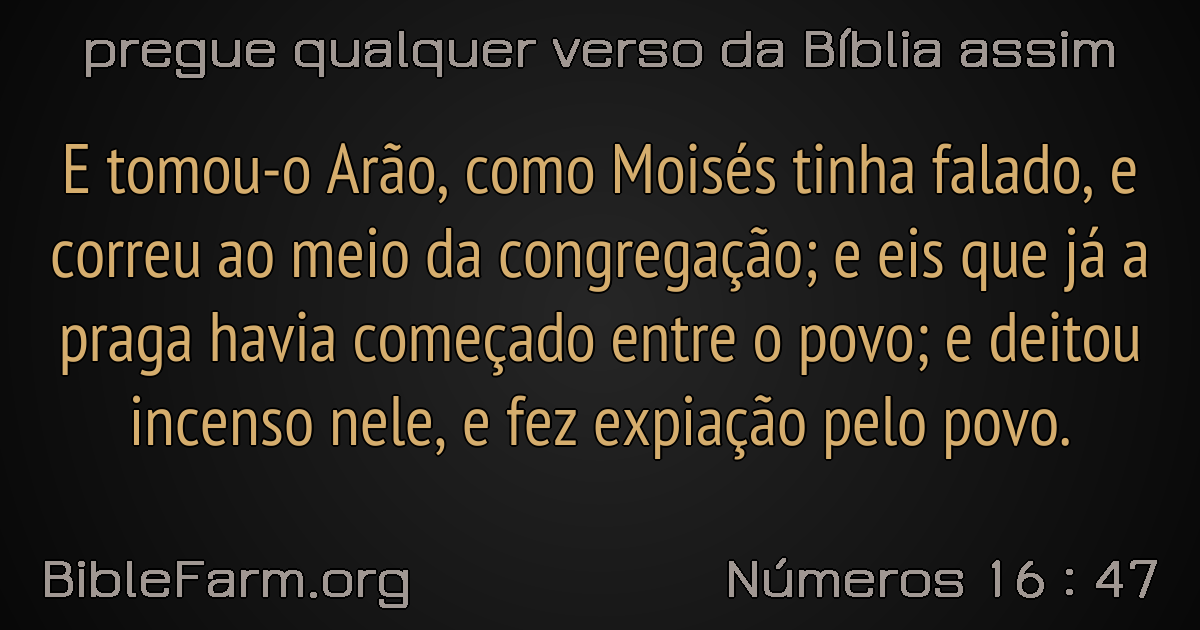 pregue qualquer verso da Bíblia assim
E tomou-o Arão, como Moisés tinha falado, e
correu ao meio da congregação; e eis que já a
praga havia começado entre o povo; e deitou
incenso nele, e fez expiação pelo povo.
BibleFarm.org
Números 16 : 47